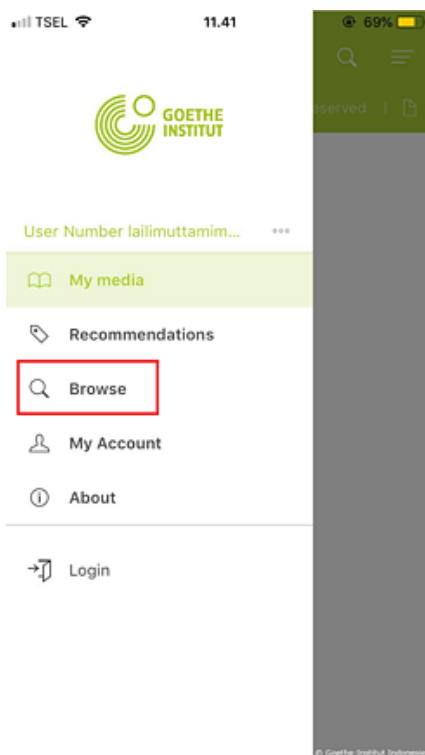 TSEL 11.41 69%
GOETHE
INSTITUT
eserved |
User Number lailimuttamim... •••
My media
Recommendations
Browse
My Account
About
Login
© Goethe-Institut Indonesien